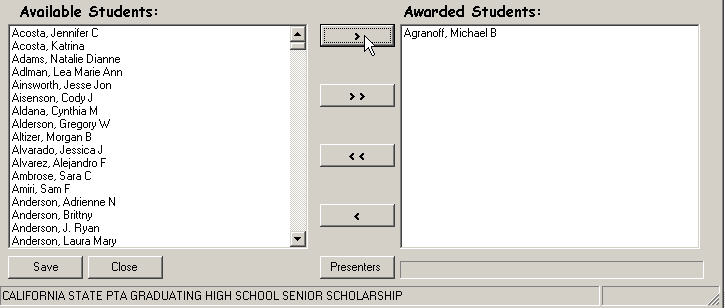 Available Students:
Awarded Students:
Acosta, Jennifer C
Acosta, Katrina
Adams, Natalie Dianne
Adlman, Lea Marie Ann
Ainsworth, Jesse Jon
Aisenson, Cody J
Aldana, Cynthia M
Alderson, Gregory W
Altizer, Morgan B
Alvarado, Jessica J
Alvarez, Alejandro F
Ambrose, Sara C
Amiri, Sam F
Anderson, Adrienne N
Anderson, Brittny
Anderson, J. Ryan
Anderson, Laura Mary
>
>>
<<
<
Agranoff, Michael B
Save
Close
Presenters
CALIFORNIA STATE PTA GRADUATING HIGH SCHOOL SENIOR SCHOLARSHIP